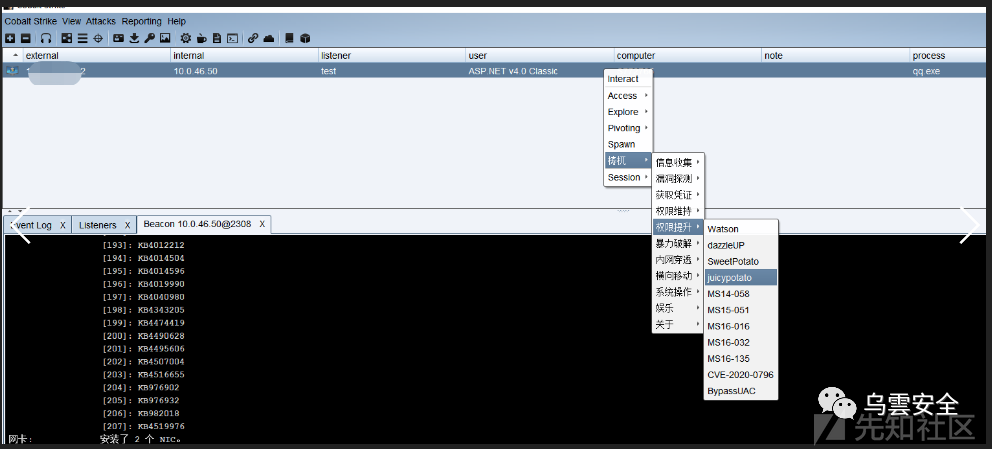 Cobalt Strike
Cobalt Strike View Attacks Reporting Help
external internal listener user computer note process
10.0.46.50 test ASP.NET v4.0 Classic qq.exe
Interact
Access
Explore
Pivoting
Spawn
梼杌
Session
信息收集
漏洞探测
获取凭证
权限维持
权限提升
暴力破解
内网穿透
横向移动
系统操作
娱乐
关于
Watson
dazzleUP
SweetPotato
juicypotato
MS14-058
MS15-051
MS16-016
MS16-032
MS16-135
CVE-2020-0796
BypassUAC
Event Log X Listeners X Beacon 10.0.46.50@2308 X
[193]: KB4012212
[194]: KB4014504
[195]: KB4014596
[196]: KB4019990
[197]: KB4040980
[198]: KB4343205
[199]: KB4474419
[200]: KB4490628
[201]: KB4495606
[202]: KB4507004
[203]: KB4516655
[204]: KB976902
[205]: KB976932
[206]: KB982018
[207]: KB4519976
网卡: 安装了 2 个 NIC。
乌雲安全
先知社区